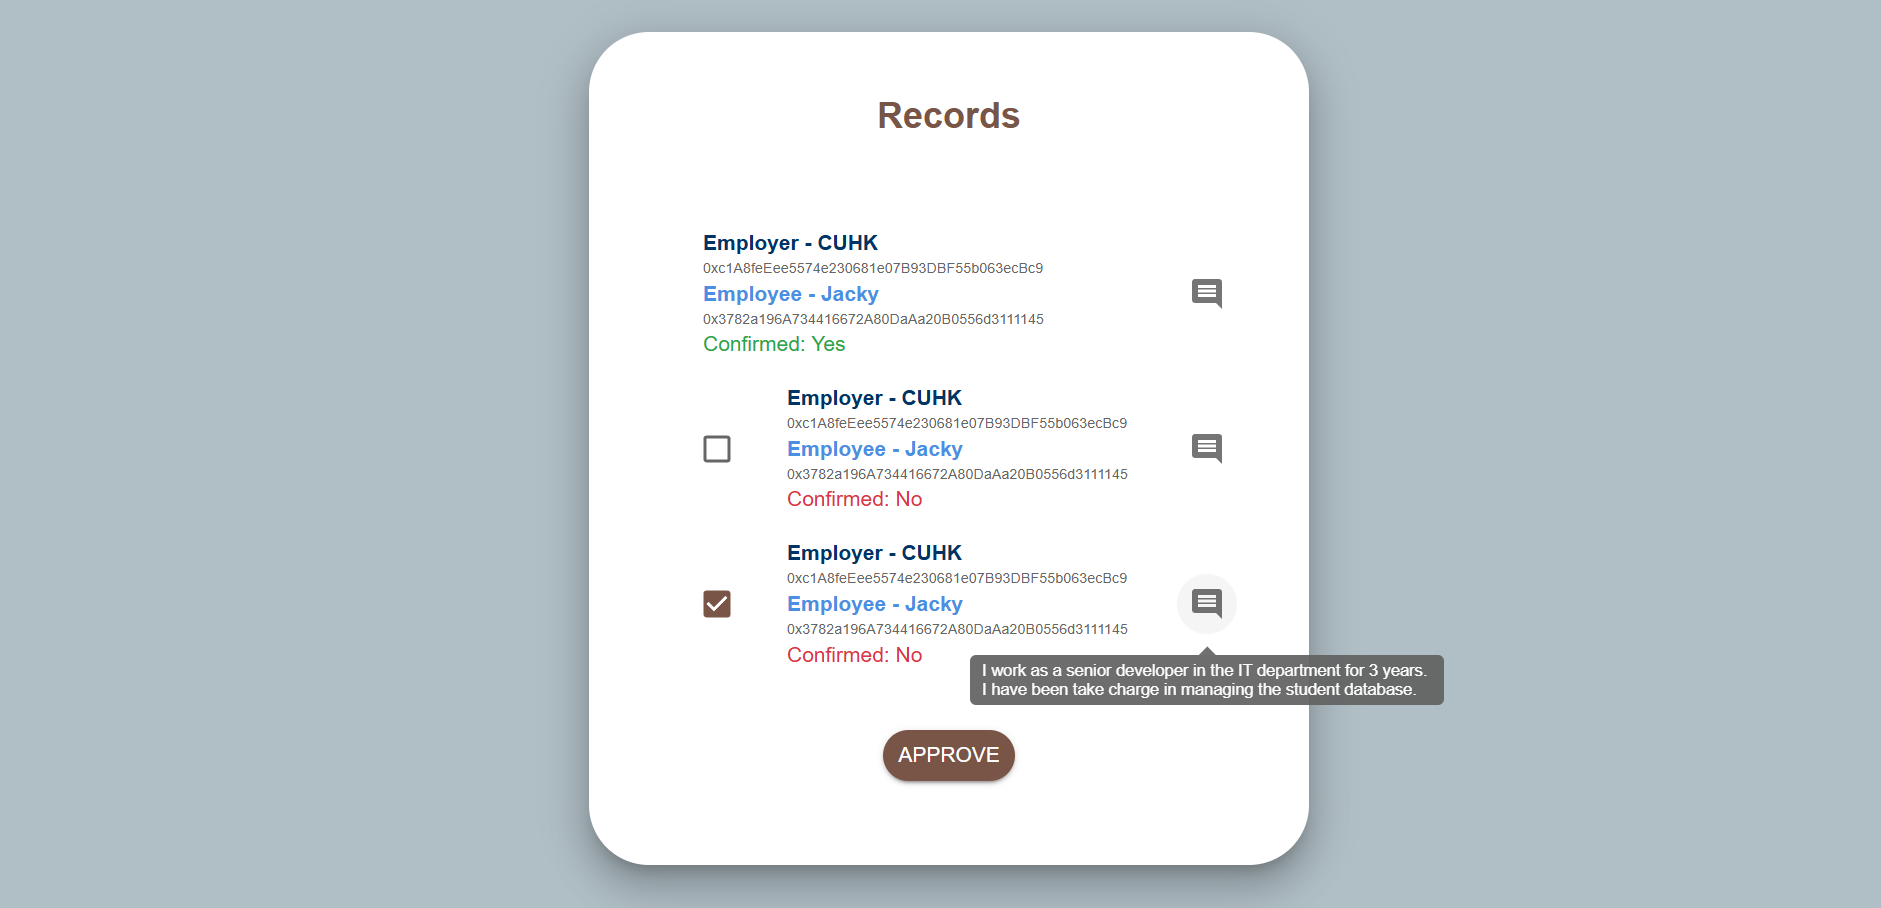 Records
Employer - CUHK
0xc1A8feEee5574e230681e07B93DBF55b063ecBc9
Employee - Jacky
0x3782a196A734416672A80DaAa20B0556d3111145
Confirmed: Yes
Employer - CUHK
0xc1A8feEee5574e230681e07B93DBF55b063ecBc9
Employee - Jacky
0x3782a196A734416672A80DaAa20B0556d3111145
Confirmed: No
Employer - CUHK
0xc1A8feEee5574e230681e07B93DBF55b063ecBc9
Employee - Jacky
0x3782a196A734416672A80DaAa20B0556d3111145
Confirmed: No
I work as a senior developer in the IT department for 3 years.
I have been take charge in managing the student database.
APPROVE